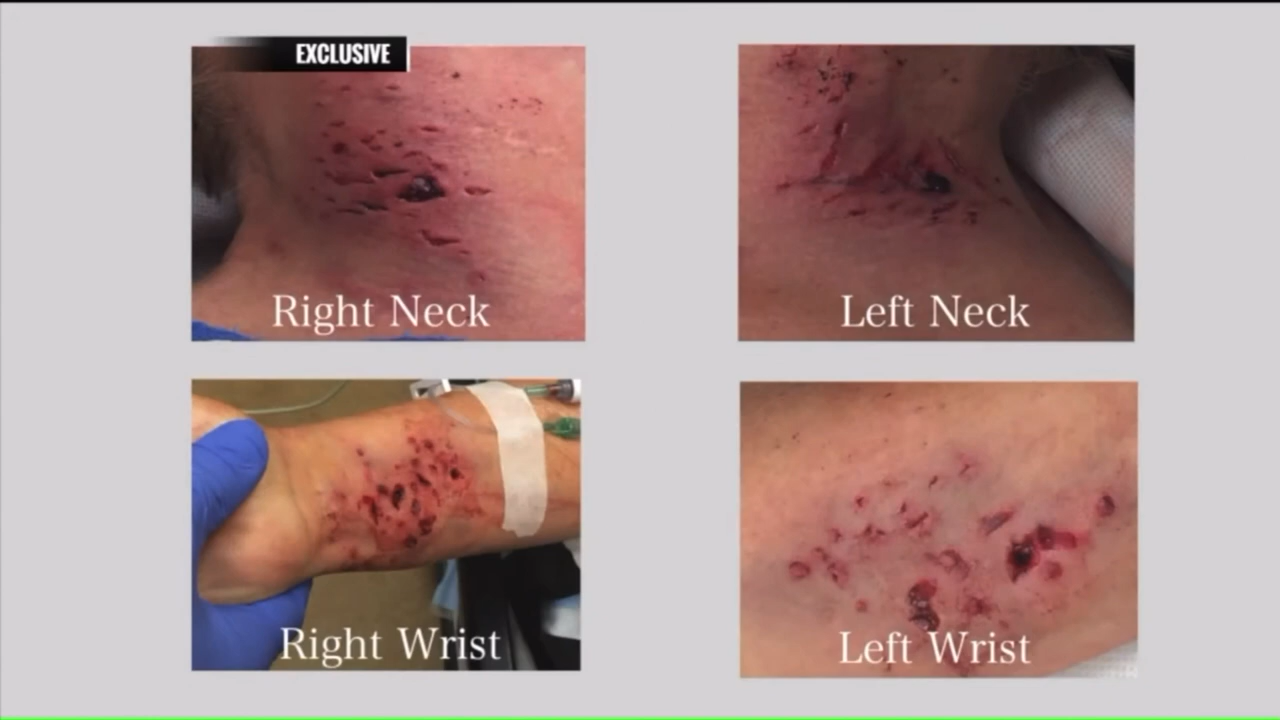 EXCLUSIVE
Right Neck
Left Neck
Right Wrist
Left Wrist